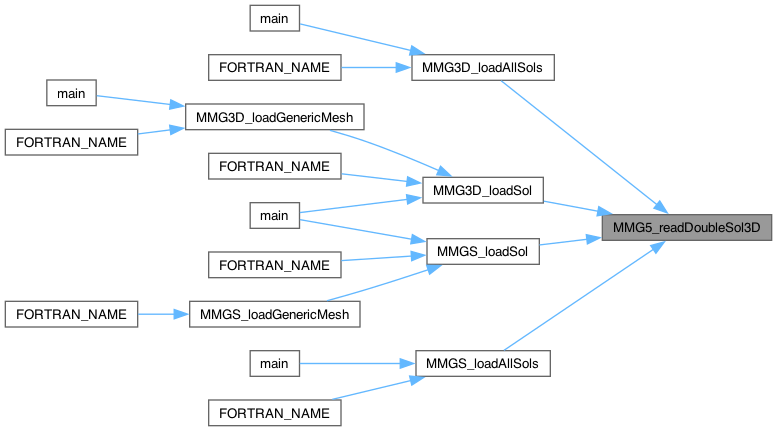 main
MMG3D_loadAllSols
FORTRAN_NAME
main
MMG3D_loadGenericMesh
FORTRAN_NAME
FORTRAN_NAME
MMG3D_loadSol
main
MMG5_readDoubleSol3D
MMGS_loadSol
FORTRAN_NAME
FORTRAN_NAME
MMGS_loadGenericMesh
main
MMGS_loadAllSols
FORTRAN_NAME